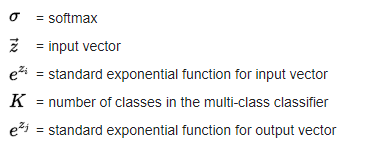 σ = softmax
z⃗ = input vector
e^{z_i} = standard exponential function for input vector
K = number of classes in the multi-class classifier
e^{z_j} = standard exponential function for output vector